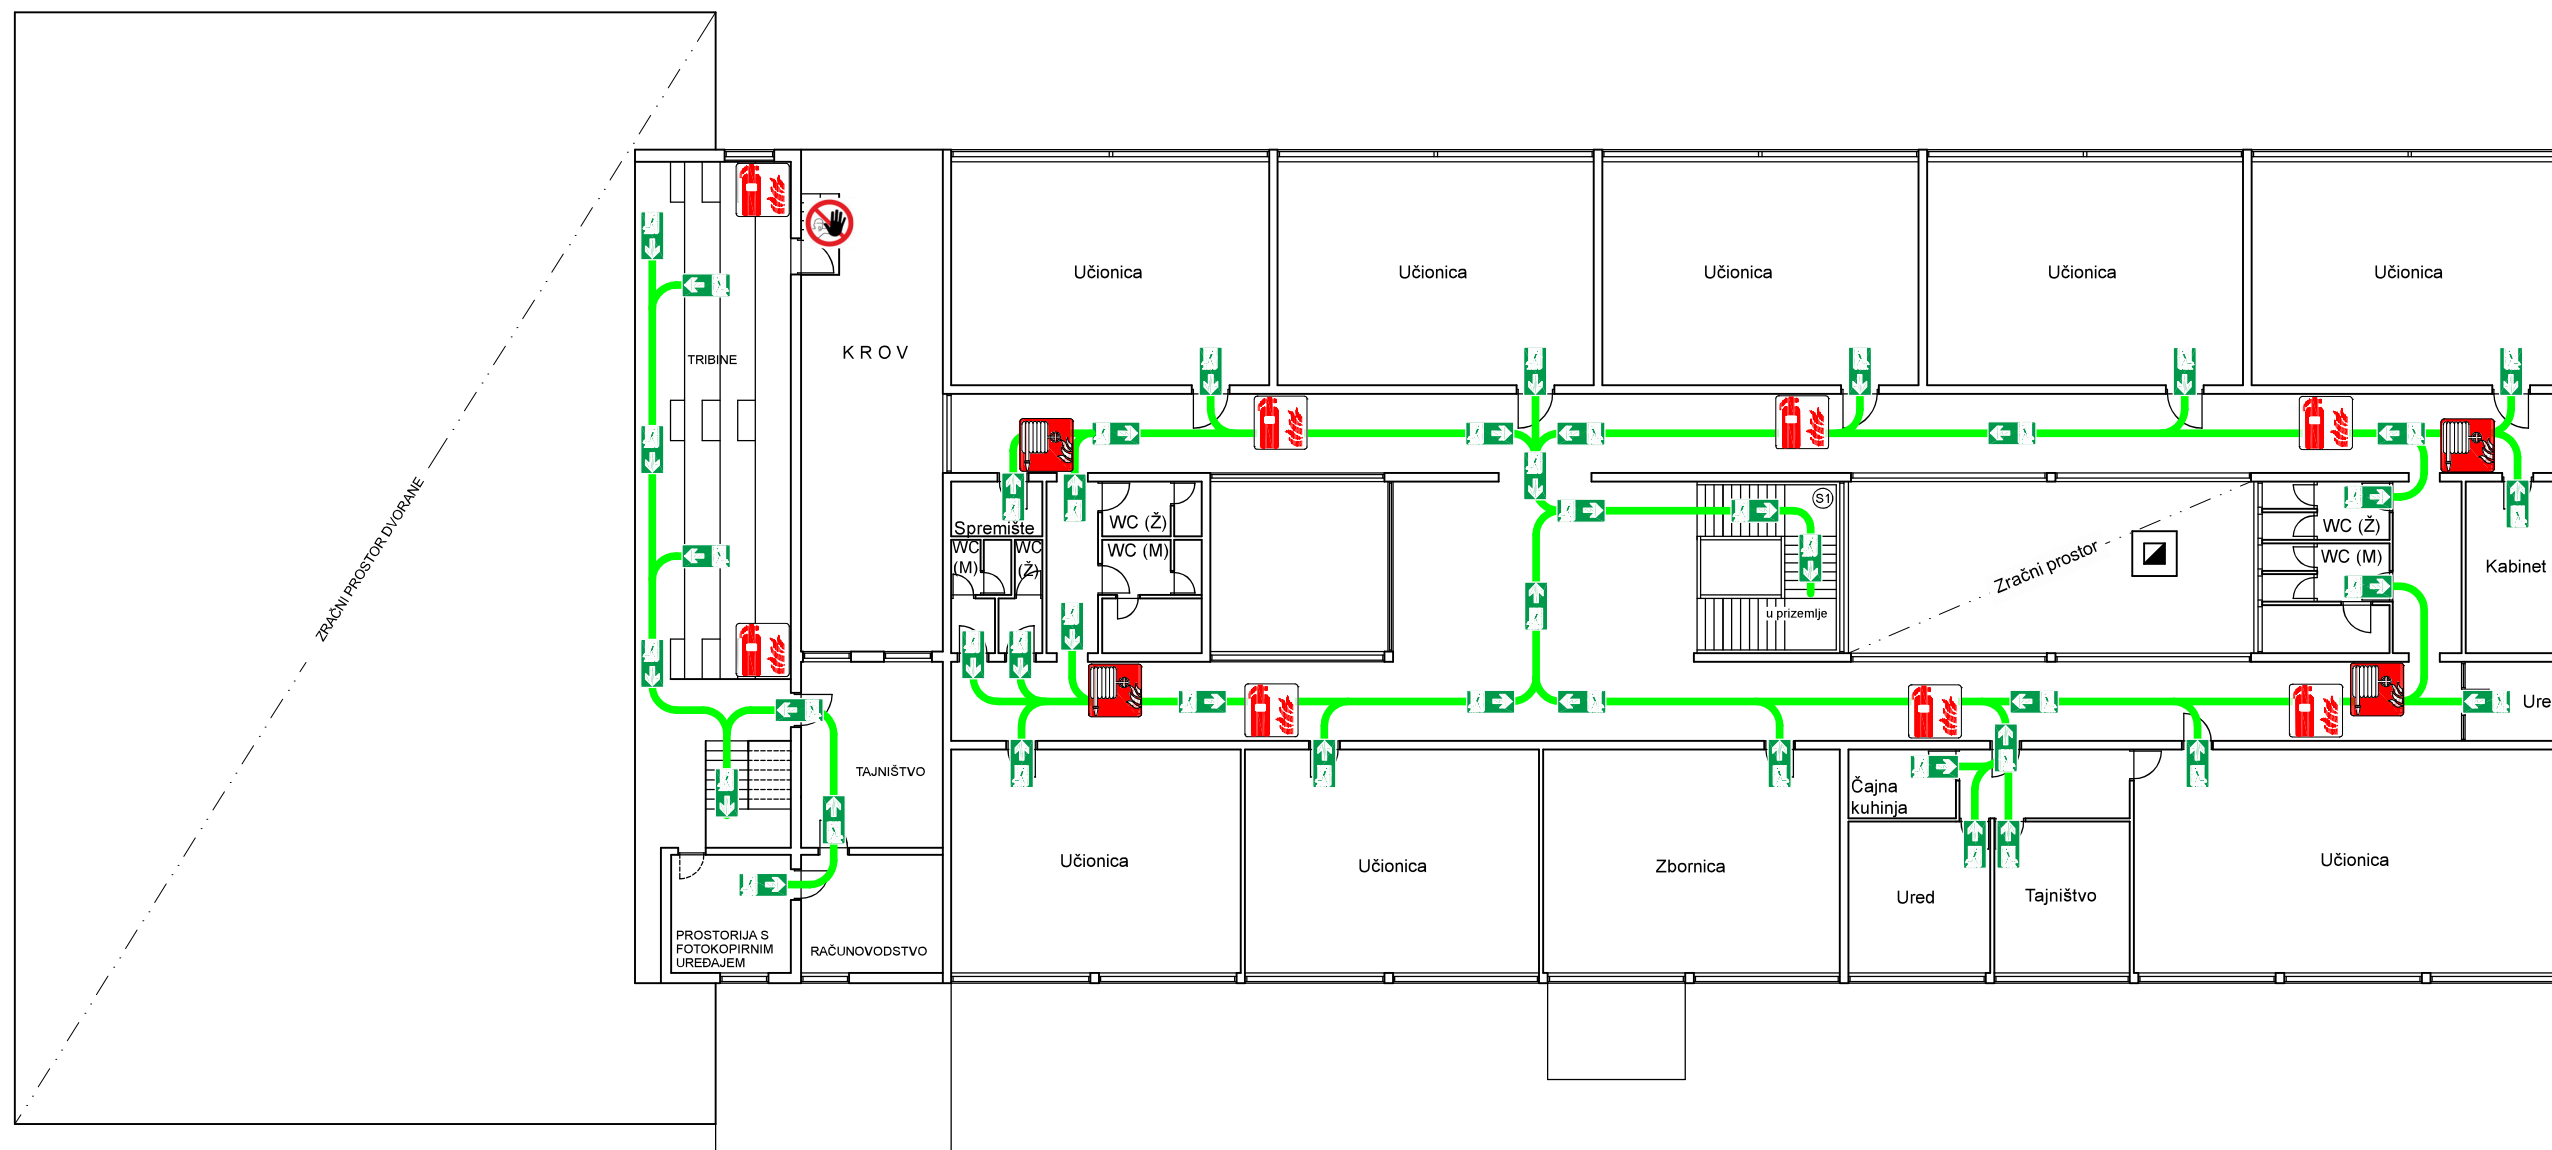 Učionica
Učionica
Učionica
Učionica
Učionica
K R O V
TRIBINE
ZRAČNI PROSTOR DVORANE
S1
Spremište
WC
(M)
WC
(Ž)
WC (Ž)
WC (M)
u prizemlje
Zračni prostor
WC (Ž)
WC (M)
Kabinet
Ure
TAJNIŠTVO
Čajna
kuhinja
Učionica
Učionica
Zbornica
Ured
Tajništvo
Učionica
PROSTORIJA S
FOTOKOPIRNIM
UREĐAJEM
RAČUNOVODSTVO